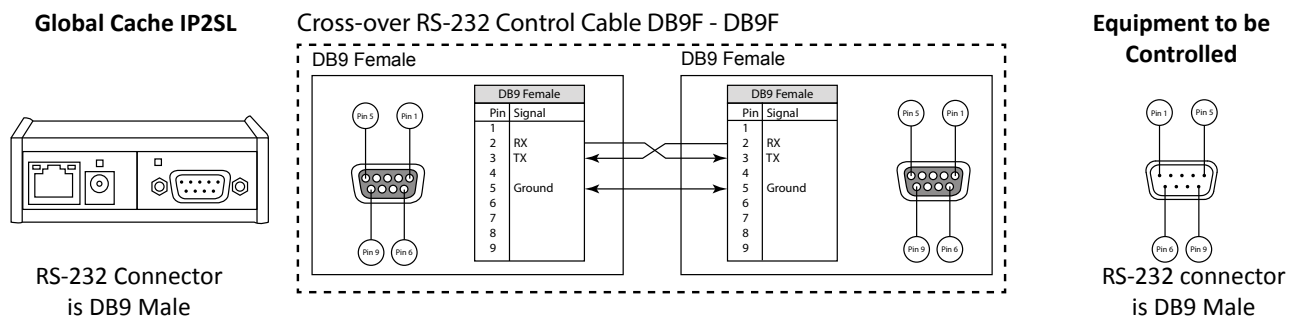 Global Cache IP2SL
RS-232 Connector
is DB9 Male
Cross-over RS-232 Control Cable DB9F - DB9F
DB9 Female
Pin 5
Pin 1
Pin 9
Pin 6
DB9 Female
Pin Signal
1
2 RX
3 TX
4
5 Ground
6
7
8
9
DB9 Female
DB9 Female
Pin Signal
1
2 RX
3 TX
4
5 Ground
6
7
8
9
Pin 5
Pin 1
Pin 9
Pin 6
Equipment to be
Controlled
Pin 1
Pin 5
Pin 6
Pin 9
RS-232 connector
is DB9 Male